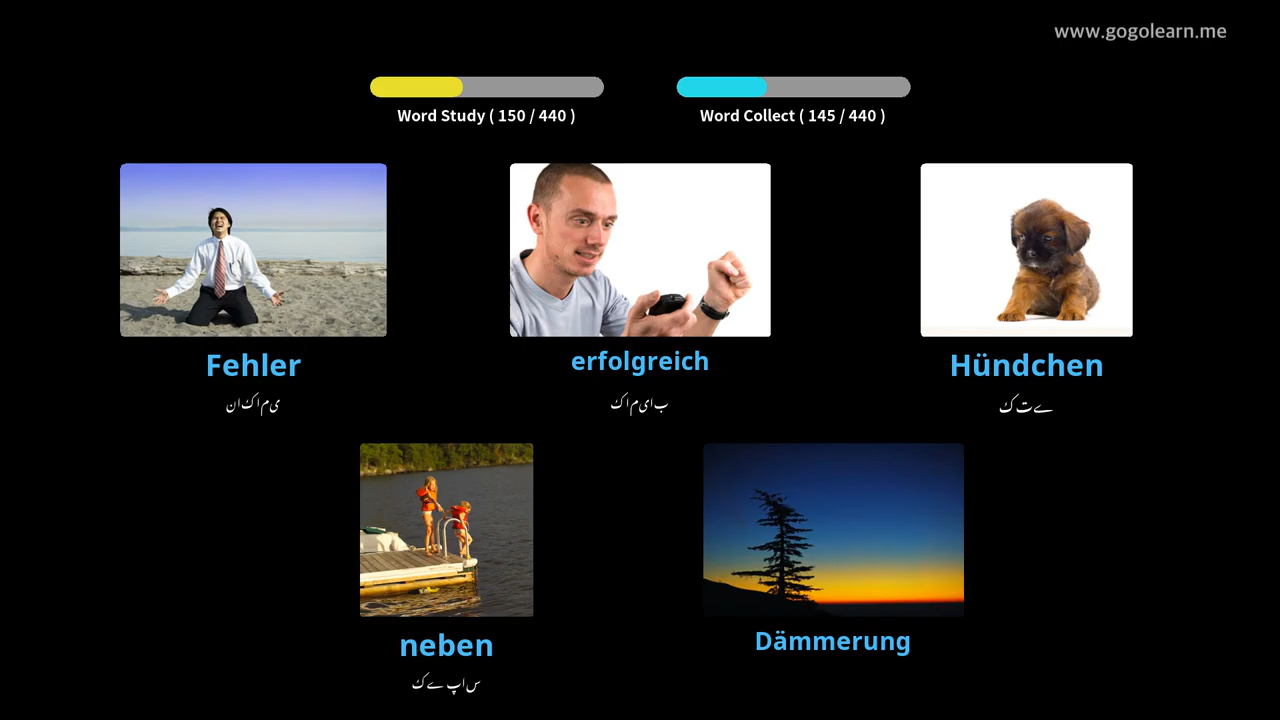 www.gogolearn.me
Word Study ( 150 / 440 )
Word Collect ( 145 / 440 )
Fehler
ناکامی
erfolgreich
کامیاب
Hündchen
کتے
neben
کے پاس
Dämmerung